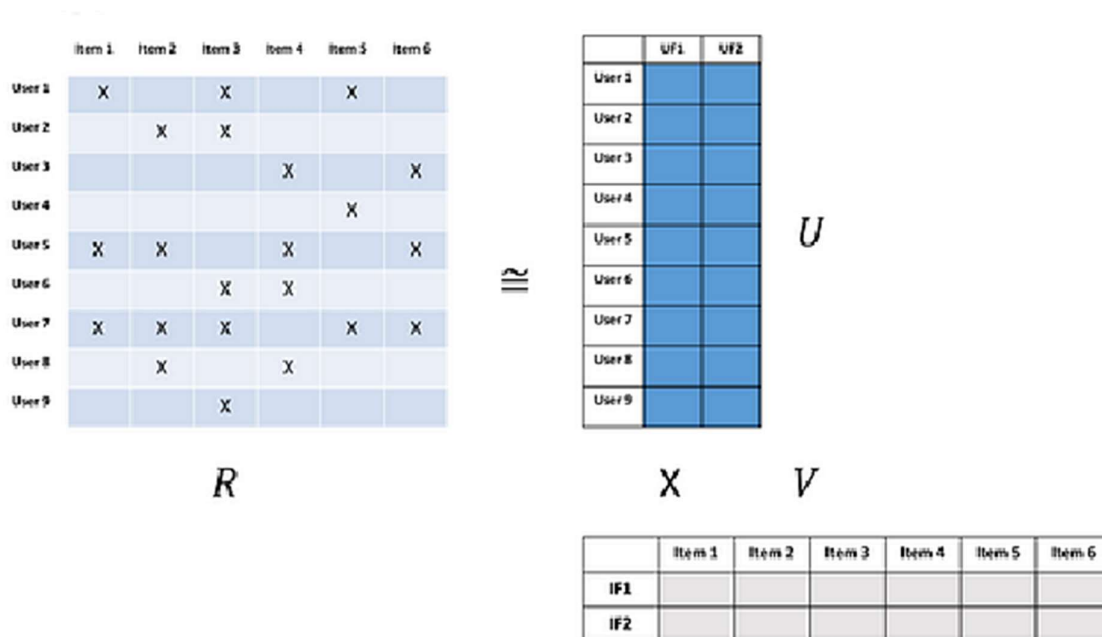 Item 1 Item 2 Item 3 Item 4 Item 5 Item 6
User 1 X X X
User 2 X X
User 3 X X
User 4 X
User 5 X X X X
User 6 X X
User 7 X X X X X
User 8 X X
User 9 X
R
≅
UF1 UF2
User 1
User 2
User 3
User 4
User 5
User 6
User 7
User 8
User 9
U
X V
Item 1 Item 2 Item 3 Item 4 Item 5 Item 6
IF1
IF2